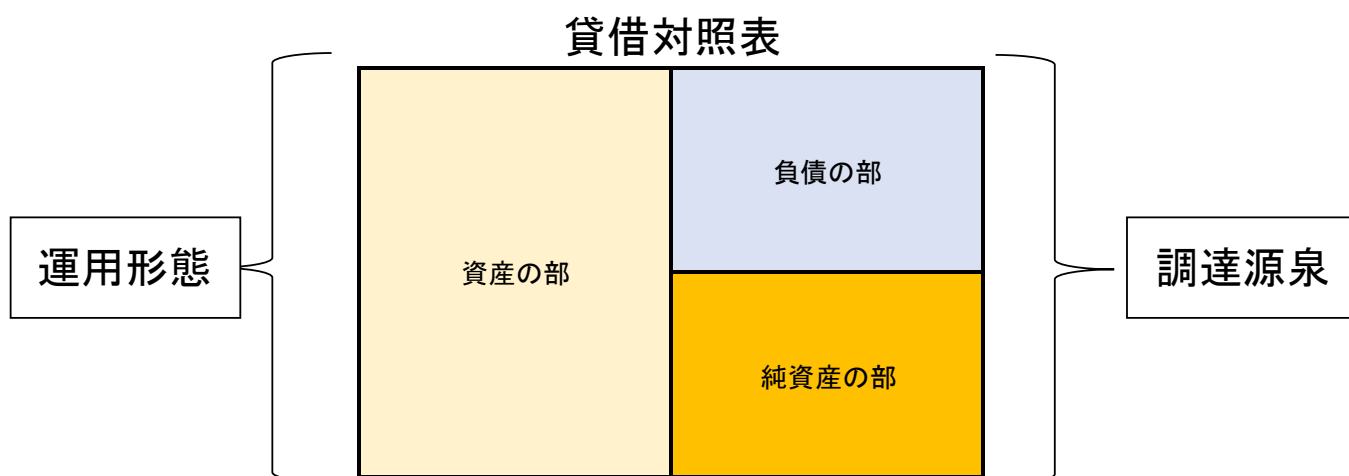 貸借対照表
運用形態
資産の部
負債の部
純資産の部
調達源泉